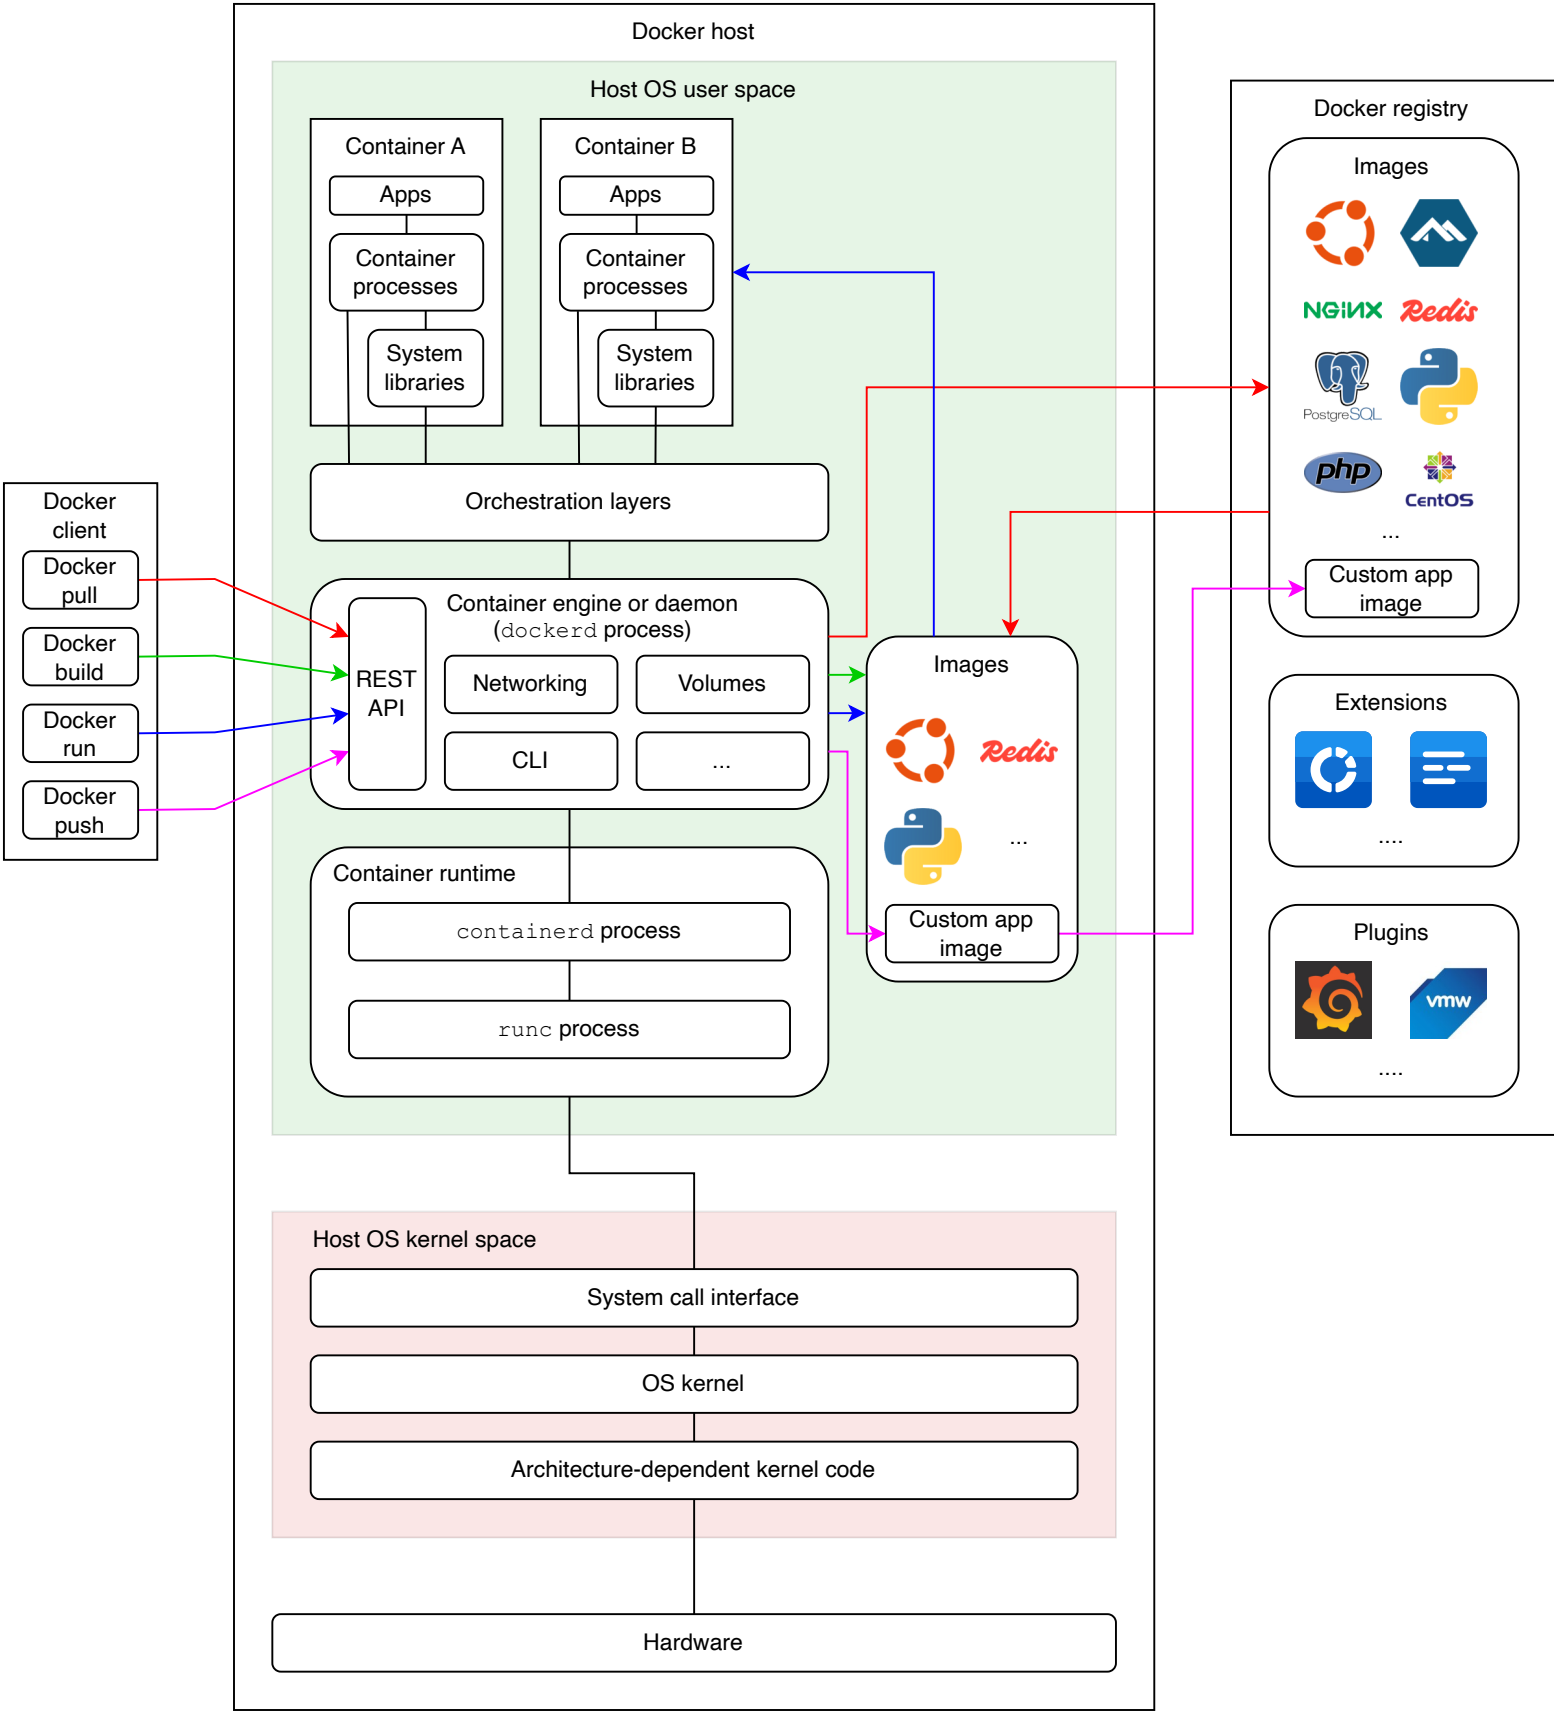 Docker host
Host OS user space
Container A
Apps
Container
processes
System
libraries
Container B
Apps
Container
processes
System
libraries
Orchestration layers
Docker
client
Docker
pull
Docker
build
Docker
run
Docker
push
Container engine or daemon
(dockerd process)
REST
API
Networking
Volumes
CLI
...
Container runtime
containerd process
runc process
Images
Redis
...
Custom app
image
Host OS kernel space
System call interface
OS kernel
Architecture-dependent kernel code
Hardware
Docker registry
Images
NGiNX
Redis
PostgreSQL
php
CentOS
...
Custom app
image
Extensions
....
Plugins
vmw
....